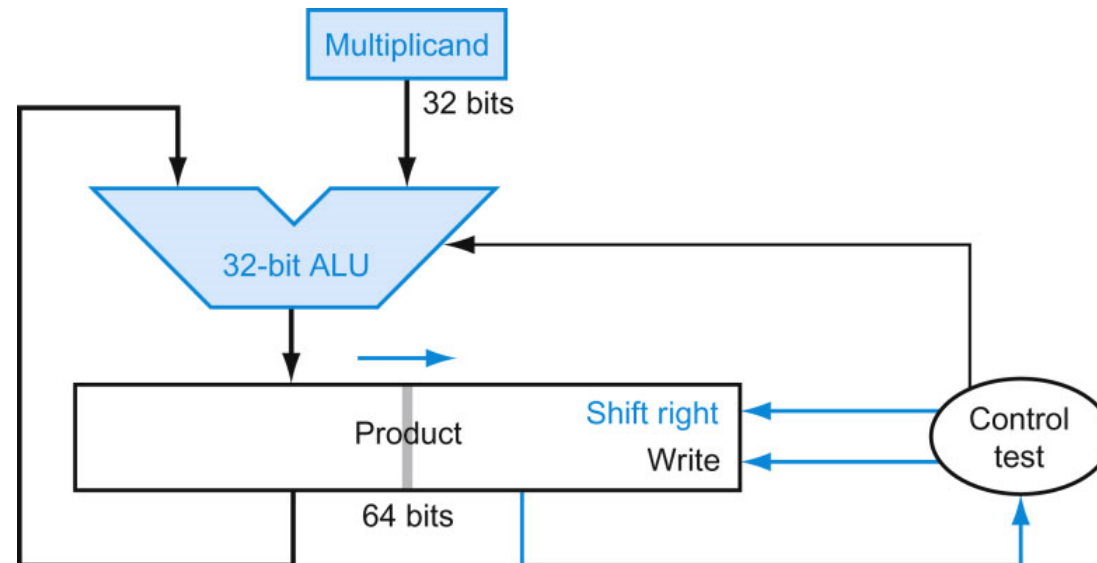 Multiplicand
32 bits
32-bit ALU
Shift right
Product
Write
64 bits
Control
test